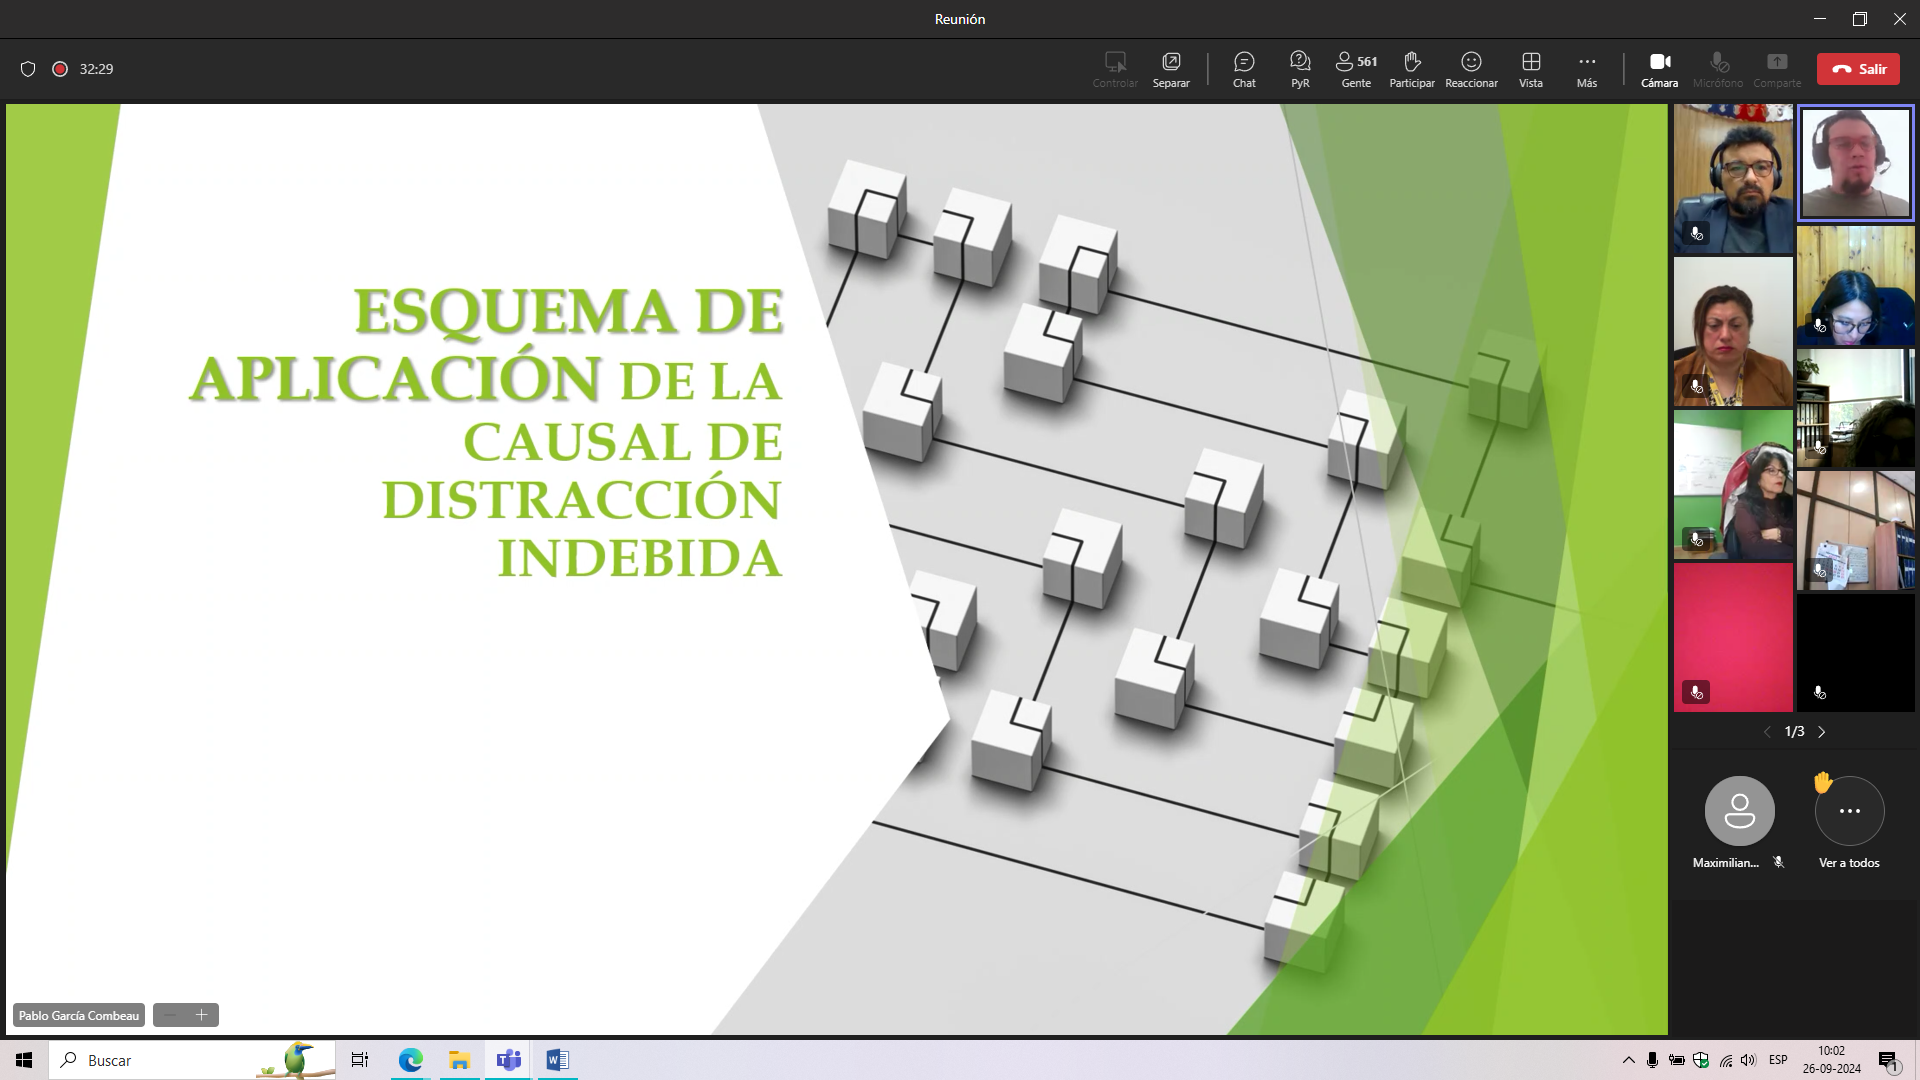 Reunión
32:29
Controlar
Separar
Chat
PyR
561
Gente
Participar
Reaccionar
Vista
Más
Cámara
Micrófono
Comparte
Salir
ESQUEMA DE
APLICACIÓN DE LA
CAUSAL DE
DISTRACCIÓN
INDEBIDA
1/3
Maximilian...
Ver a todos
Pablo García Combeau
Buscar
ESP
10:02
26-09-2024
1